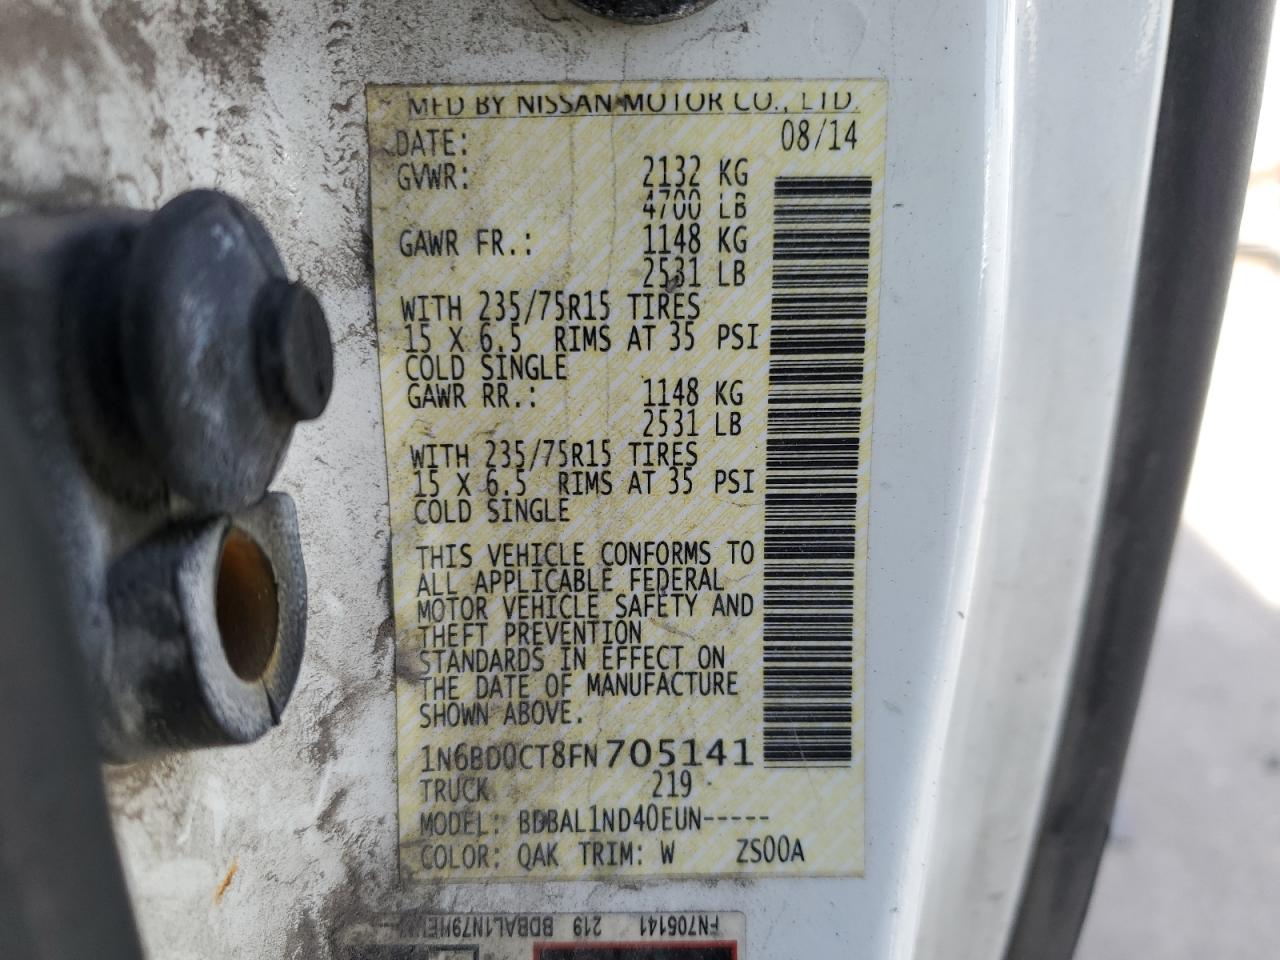 MFD BY NISSAN MOTOR CO., LTD.
DATE: 08/14
GVWR: 2132 KG
4700 LB
GAWR FR.: 1148 KG
2531 LB
WITH 235/75R15 TIRES
15 X 6.5 RIMS AT 35 PSI
COLD SINGLE
GAWR RR.: 1148 KG
2531 LB
WITH 235/75R15 TIRES
15 X 6.5 RIMS AT 35 PSI
COLD SINGLE
THIS VEHICLE CONFORMS TO
ALL APPLICABLE FEDERAL
MOTOR VEHICLE SAFETY AND
THEFT PREVENTION
STANDARDS IN EFFECT ON
THE DATE OF MANUFACTURE
SHOWN ABOVE.
1N6BD0CT8FN705141
TRUCK 219
MODEL: BDBAL1ND40EUN-----
COLOR: QAK TRIM: W ZS00A
FN705141 219